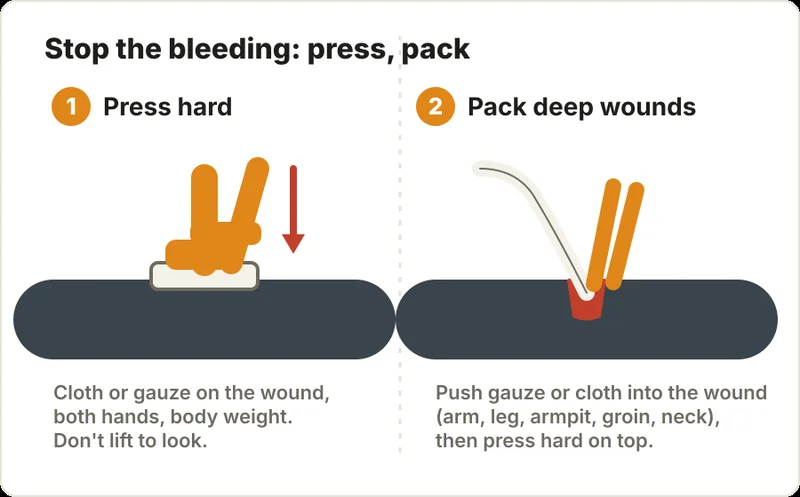 Stop the bleeding: press, pack
1 Press hard
Cloth or gauze on the wound,
both hands, body weight.
Don't lift to look.
2 Pack deep wounds
Push gauze or cloth into the wound
(arm, leg, armpit, groin, neck),
then press hard on top.